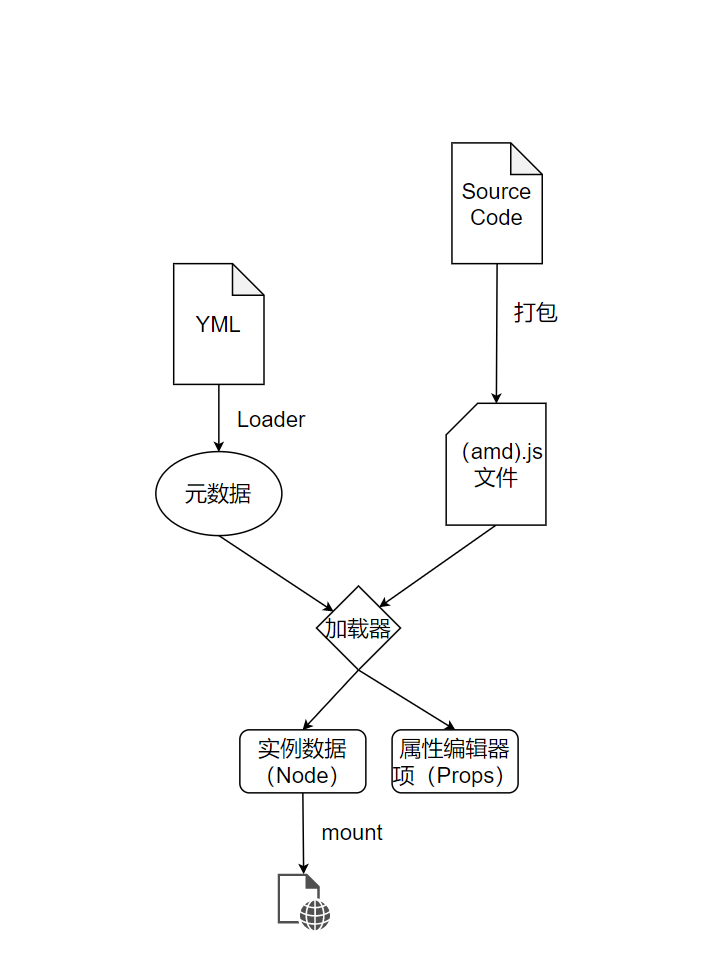 Source
Code
打包
YML
Loader
(amd).js
文件
元数据
加载器
实例数据
（Node）
属性编辑器
项（Props）
mount